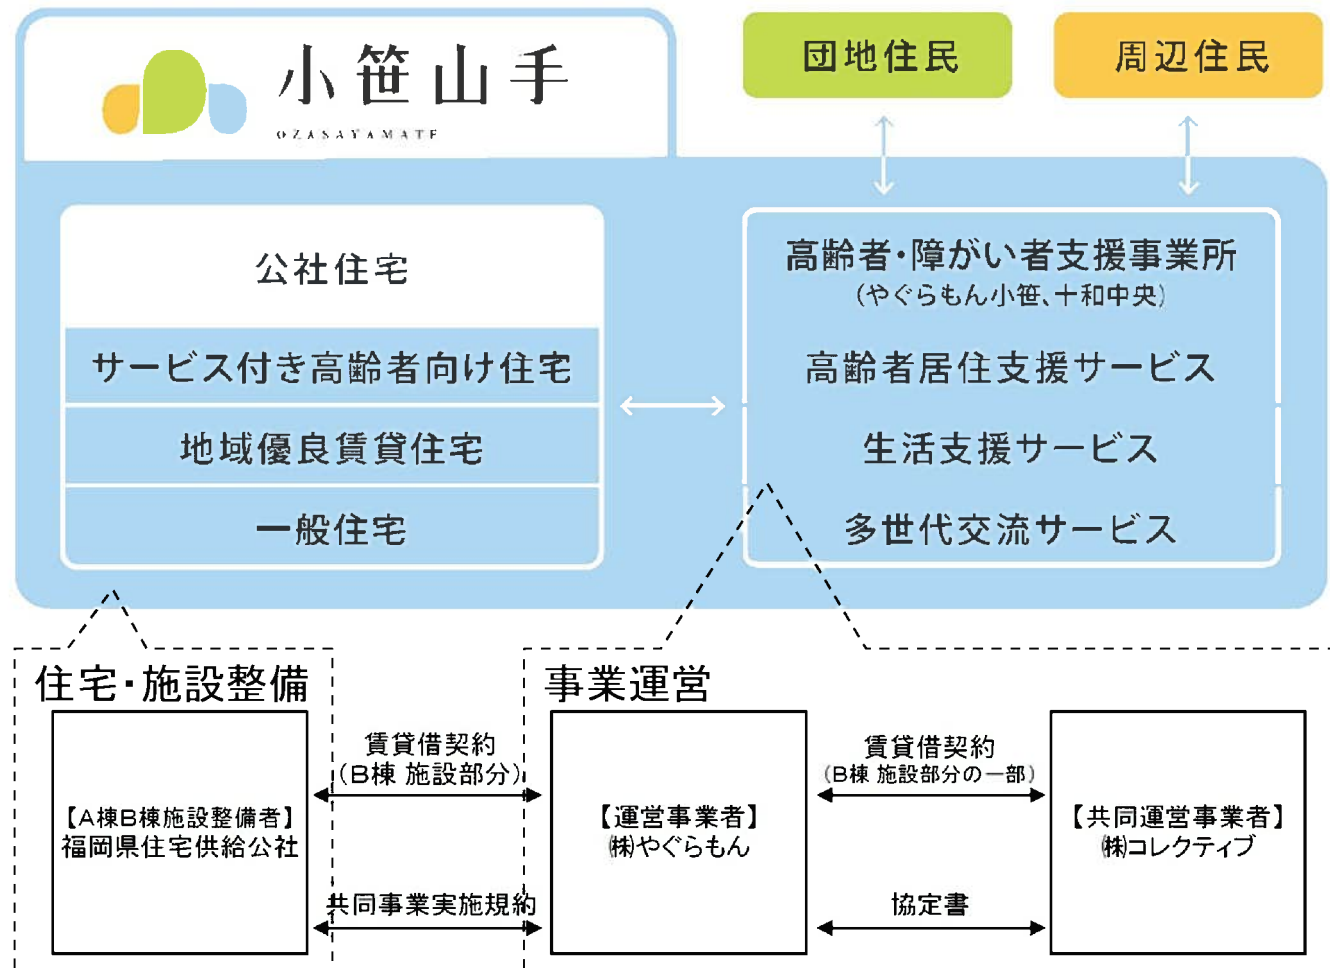 小笹山手
OZASAYAMATE
団地住民
周辺住民
公社住宅
サービス付き高齢者向け住宅
地域優良賃貸住宅
一般住宅
高齢者・障がい者支援事業所
(やぐらもん小笹、十和中央)
高齢者居住支援サービス
生活支援サービス
多世代交流サービス
住宅・施設整備
事業運営
【A棟B棟施設整備者】
福岡県住宅供給公社
賃貸借契約
(B棟 施設部分)
共同事業実施規約
【運営事業者】
㈱やぐらもん
賃貸借契約
(B棟 施設部分の一部)
協定書
【共同運営事業者】
㈱コレクティブ